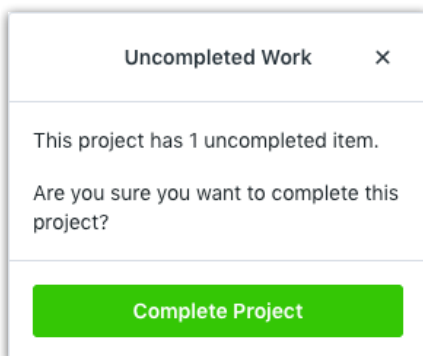 Uncompleted Work ×
This project has 1 uncompleted item.
Are you sure you want to complete this
project?
Complete Project